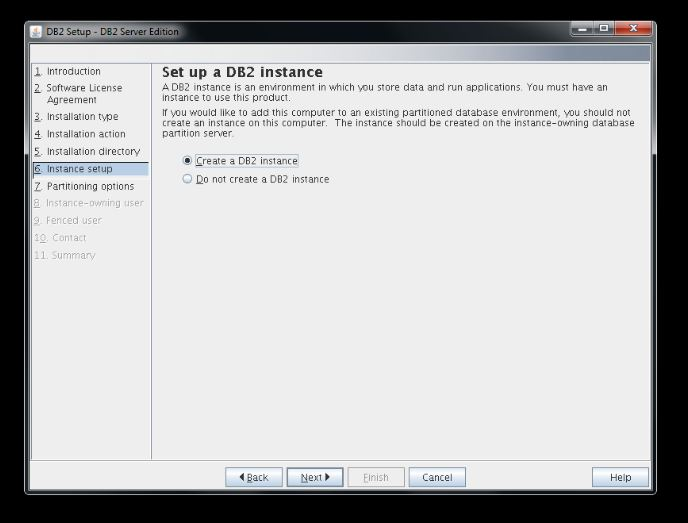 DB2 Setup - DB2 Server Edition
1. Introduction
2. Software License
Agreement
3. Installation type
4. Installation action
5. Installation directory
6. Instance setup
7. Partitioning options
8. Instance-owning user
9. Fenced user
10. Contact
11. Summary
Set up a DB2 instance
A DB2 instance is an environment in which you store data and run applications. You must have an
instance to use this product.
If you would like to add this computer to an existing partitioned database environment, you should not
create an instance on this computer. The instance should be created on the instance-owning database
partition server.
Create a DB2 instance
Do not create a DB2 instance
Back Next Finish Cancel Help